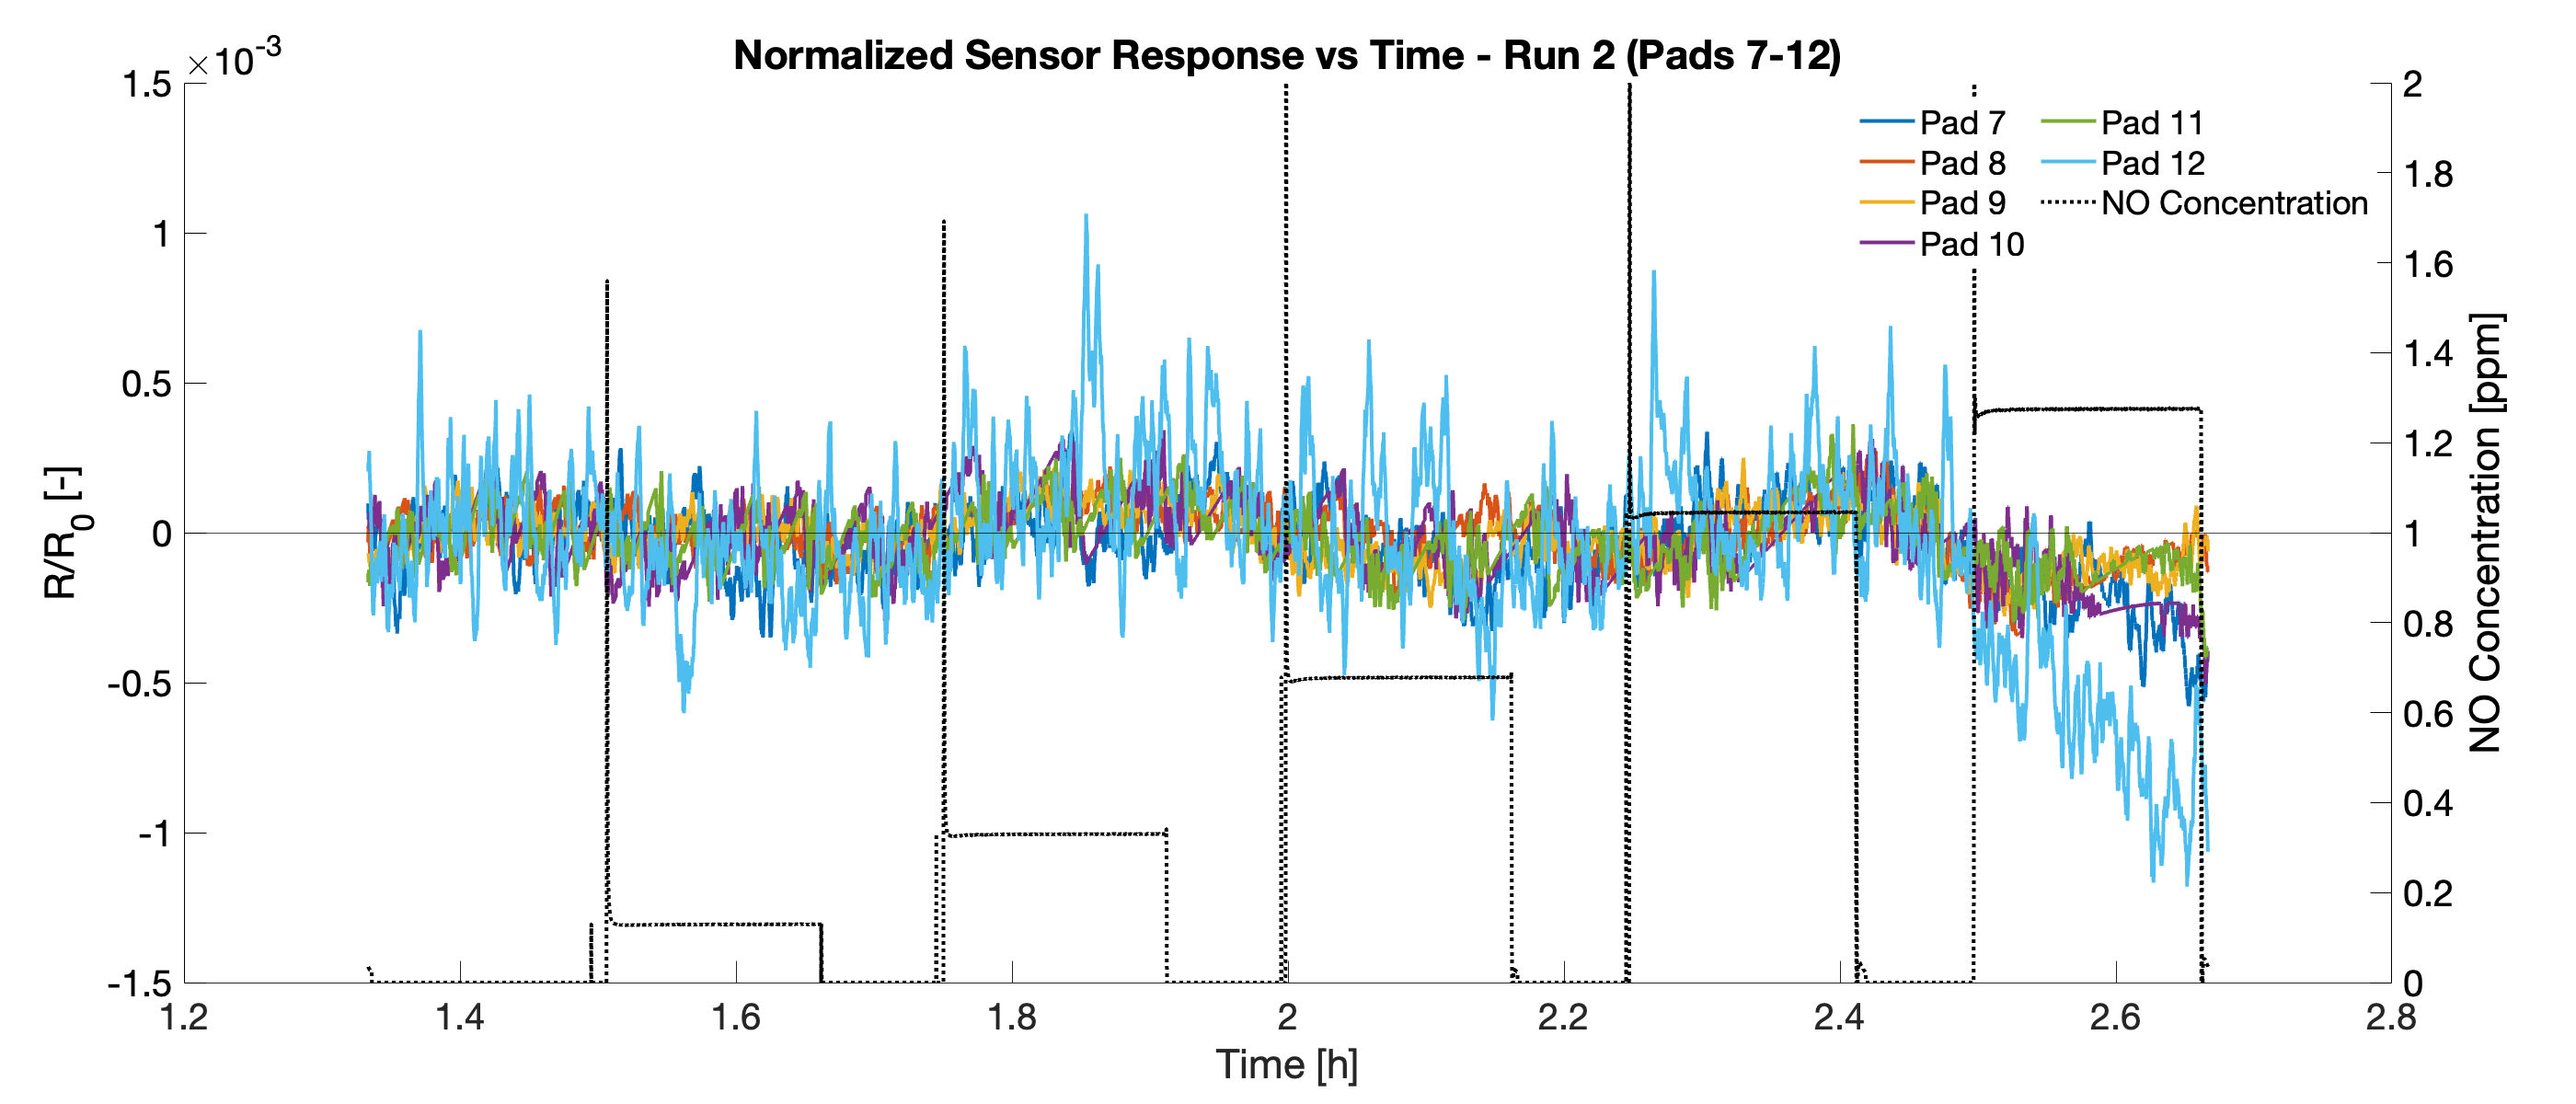 Normalized Sensor Response vs Time - Run 2 (Pads 7-12)
×10-3
1.5
1
0.5
0
-0.5
-1
-1.5
R/R0 [-]
Pad 7
Pad 8
Pad 9
Pad 10
Pad 11
Pad 12
NO Concentration
2
1.8
1.6
1.4
1.2
1
0.8
0.6
0.4
0.2
0
NO Concentration [ppm]
1.2 1.4 1.6 1.8 2 2.2 2.4 2.6 2.8
Time [h]